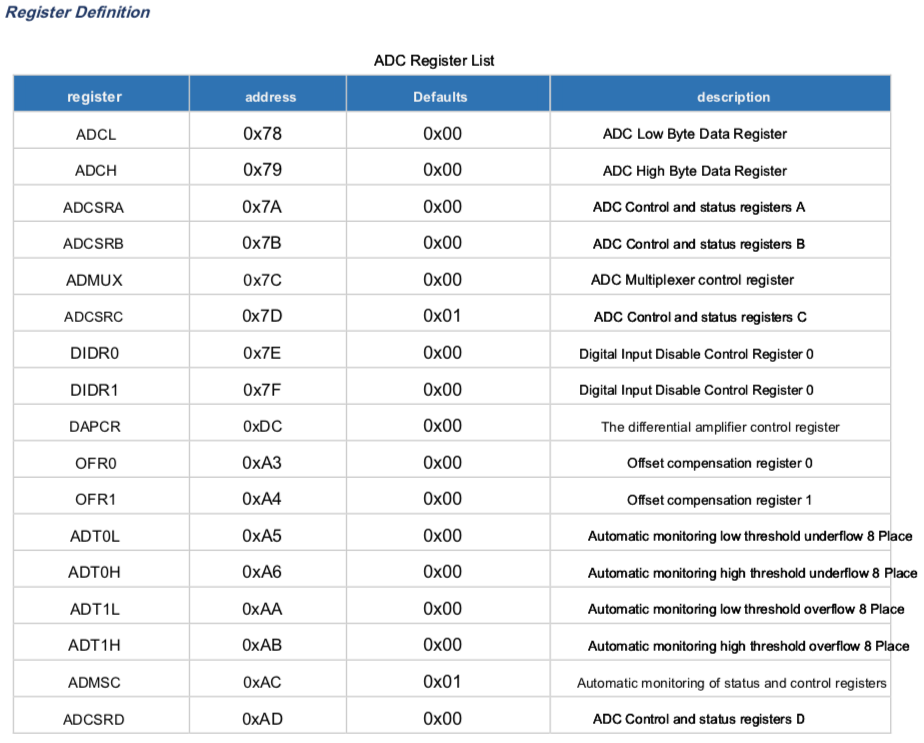 Register Definition
ADC Register List
register address Defaults description
ADCL 0x78 0x00 ADC Low Byte Data Register
ADCH 0x79 0x00 ADC High Byte Data Register
ADCSRA 0x7A 0x00 ADC Control and status registers A
ADCSRB 0x7B 0x00 ADC Control and status registers B
ADMUX 0x7C 0x00 ADC Multiplexer control register
ADCSRC 0x7D 0x01 ADC Control and status registers C
DIDR0 0x7E 0x00 Digital Input Disable Control Register 0
DIDR1 0x7F 0x00 Digital Input Disable Control Register 0
DAPCR 0xDC 0x00 The differential amplifier control register
OFR0 0xA3 0x00 Offset compensation register 0
OFR1 0xA4 0x00 Offset compensation register 1
ADT0L 0xA5 0x00 Automatic monitoring low threshold underflow 8 Place
ADT0H 0xA6 0x00 Automatic monitoring high threshold underflow 8 Place
ADT1L 0xAA 0x00 Automatic monitoring low threshold overflow 8 Place
ADT1H 0xAB 0x00 Automatic monitoring high threshold overflow 8 Place
ADMSC 0xAC 0x01 Automatic monitoring of status and control registers
ADCSRD 0xAD 0x00 ADC Control and status registers D